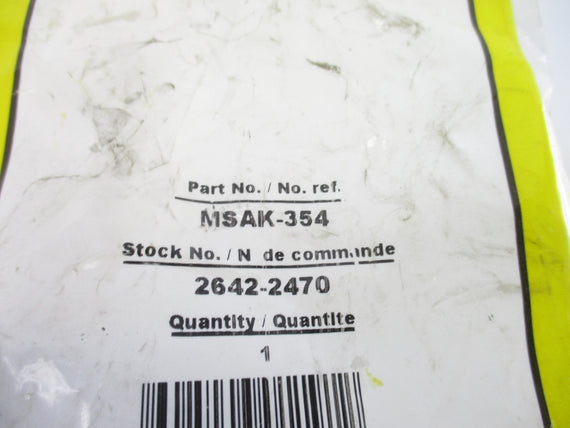 Part No. / No. ref.
MSAK-354
Stock No. / N de commande
2642-2470
Quantity / Quantite
1